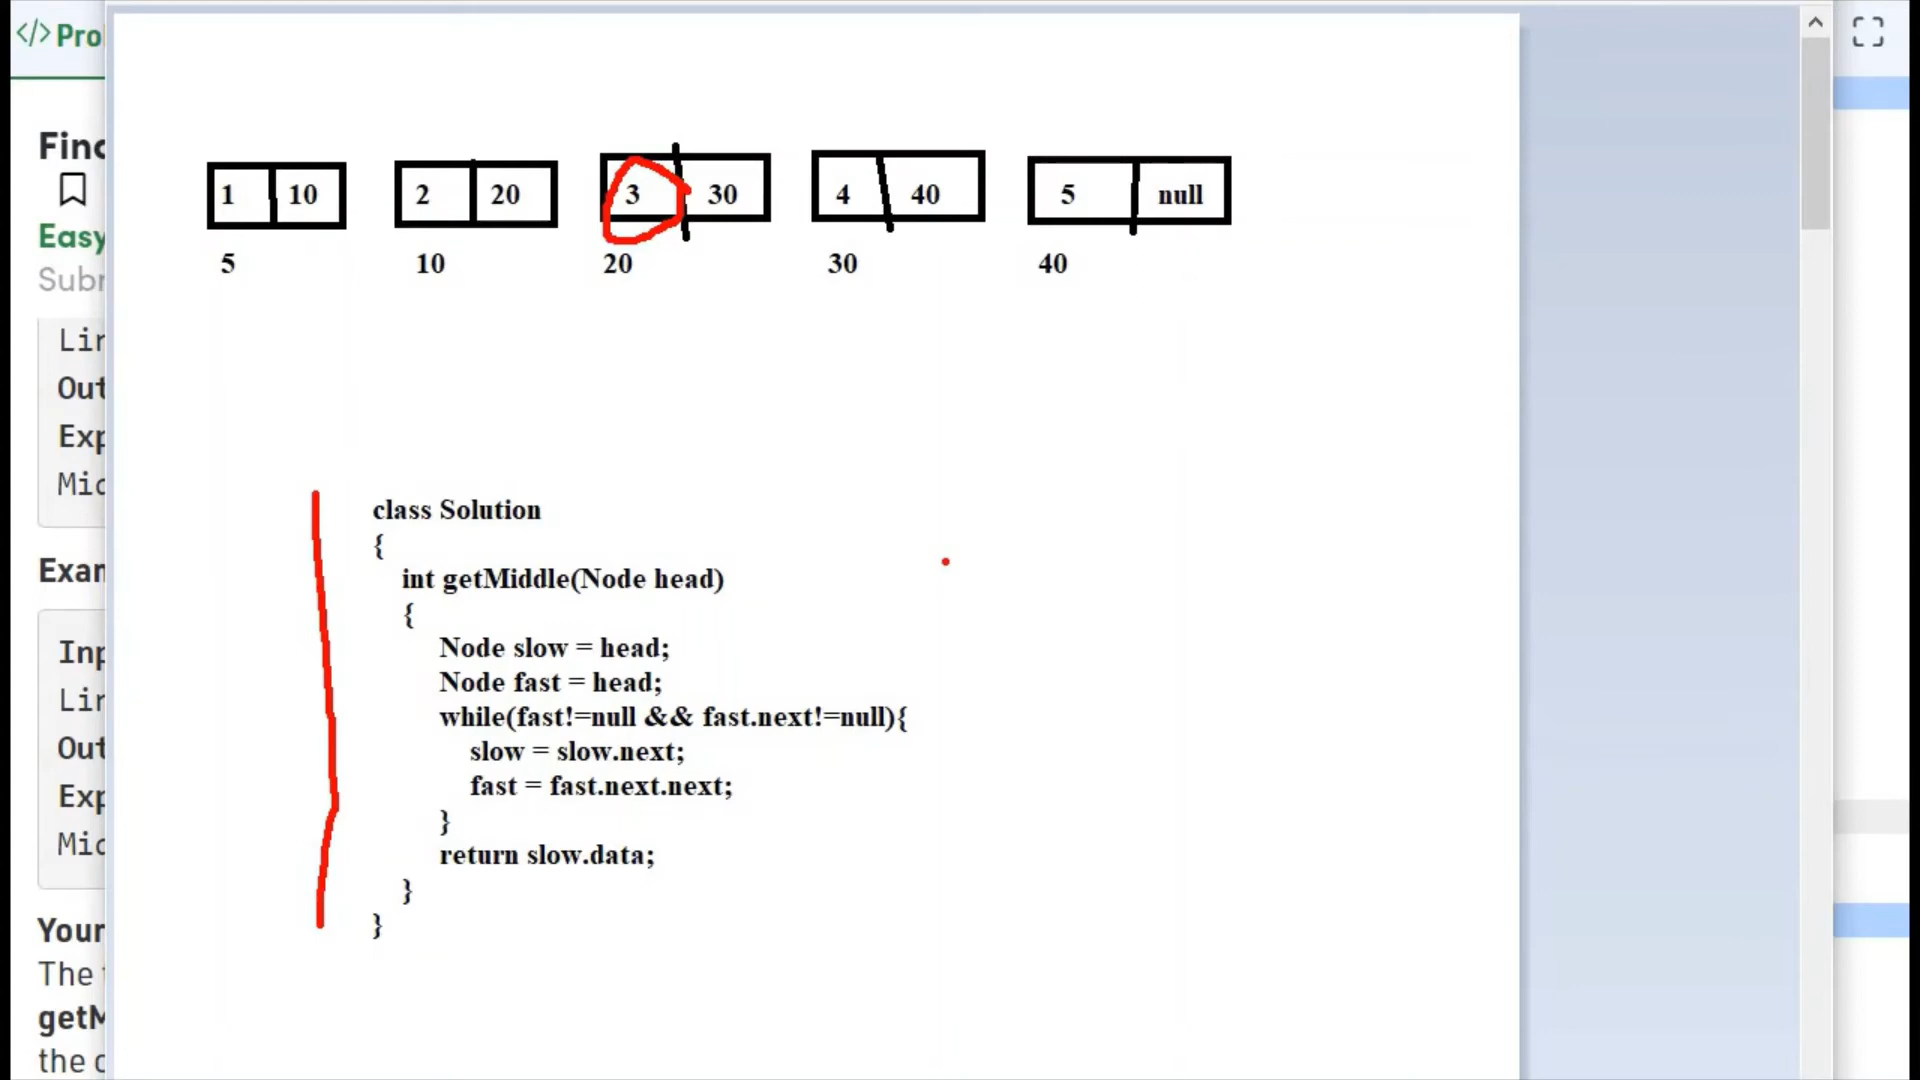 </> Pro
Finc
Easy
Subr
Lin
Out
Exp
Mic
Exan
Inp
Lin
Out
Exp
Mic
Your
The
getM
the c
1 10 2 20 3 30 4 40 5 null
5 10 20 30 40
class Solution
{
int getMiddle(Node head)
{
Node slow = head;
Node fast = head;
while(fast!=null && fast.next!=null){
slow = slow.next;
fast = fast.next.next;
}
return slow.data;
}
}